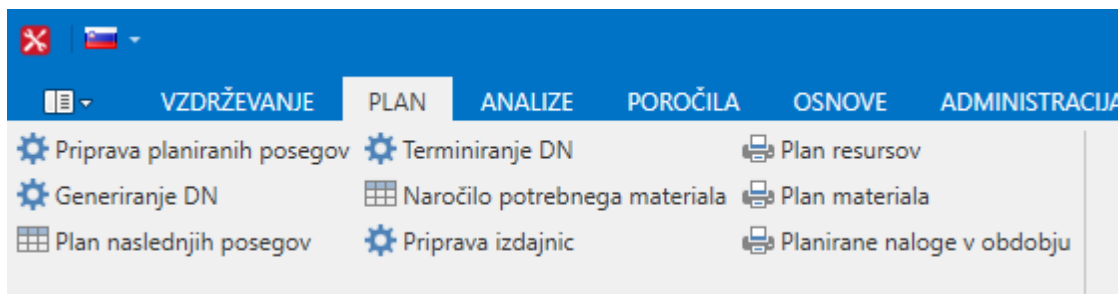 VZDRŽEVANJE PLAN ANALIZE POROČILA OSNOVE ADMINISTRACIJA
Priprava planiranih posegov Terminiranje DN Plan resursov
Generiranje DN Naročilo potrebnega materiala Plan materiala
Plan naslednjih posegov Priprava izdajnic Planirane naloge v obdobju